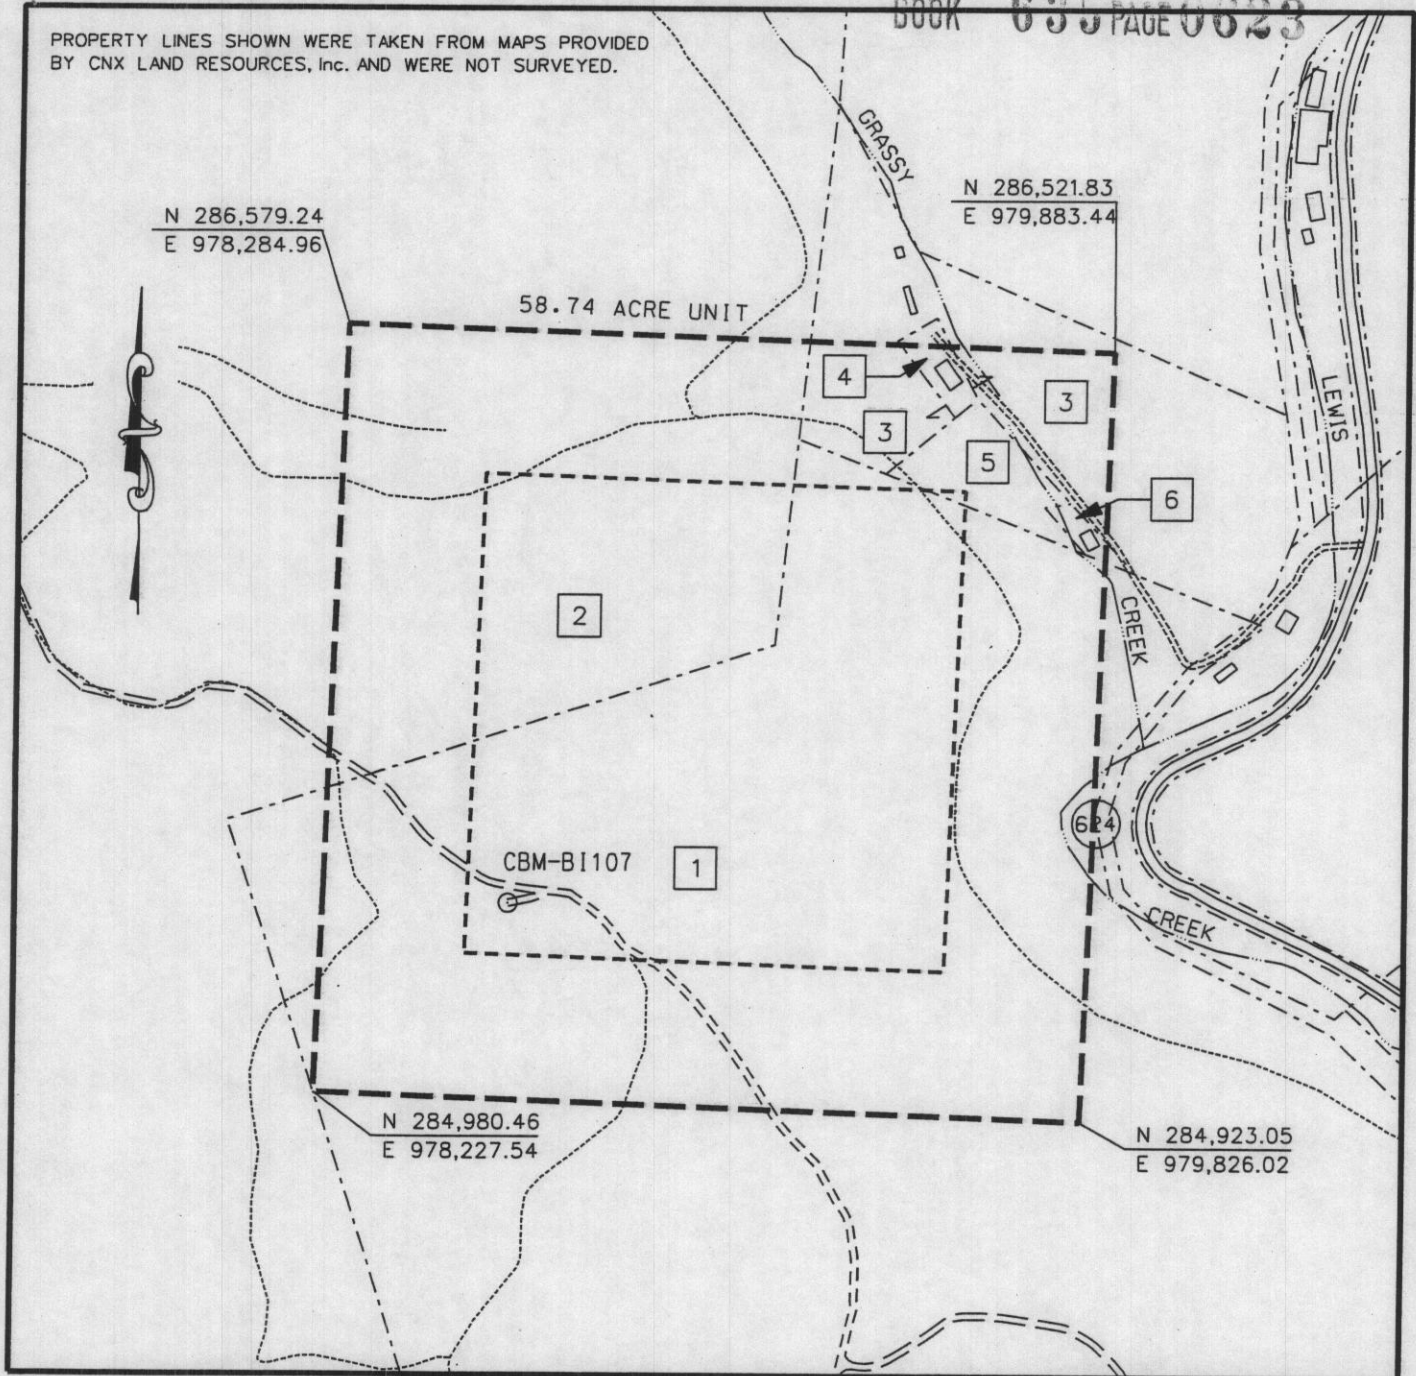 BOOK 635 PAGE 0623
PROPERTY LINES SHOWN WERE TAKEN FROM MAPS PROVIDED
BY CNX LAND RESOURCES, Inc. AND WERE NOT SURVEYED.
GRASSY
N 286,521.83
E 979,883.44
N 286,579.24
E 978,284.96
58.74 ACRE UNIT
LEWIS
4
3
3
5
6
2
CREEK
624
CBM-BI107
1
CREEK
N 284,980.46
E 978,227.54
N 284,923.05
E 979,826.02